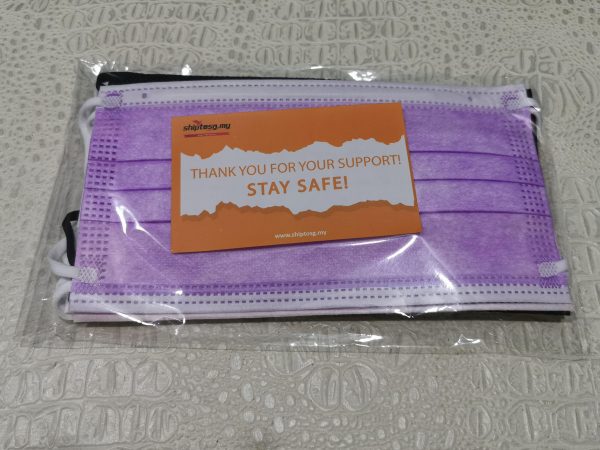 shiptosg.my
THANK YOU FOR YOUR SUPPORT!
STAY SAFE!
www.shiptosg.my